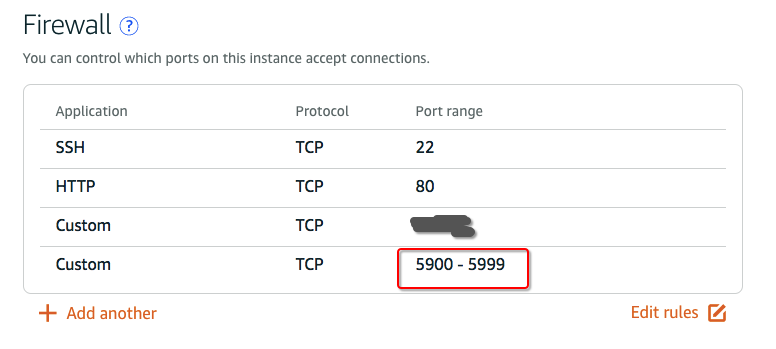 Firewall ?
You can control which ports on this instance accept connections.
Application Protocol Port range
SSH TCP 22
HTTP TCP 80
Custom TCP
Custom TCP 5900 - 5999
+ Add another Edit rules